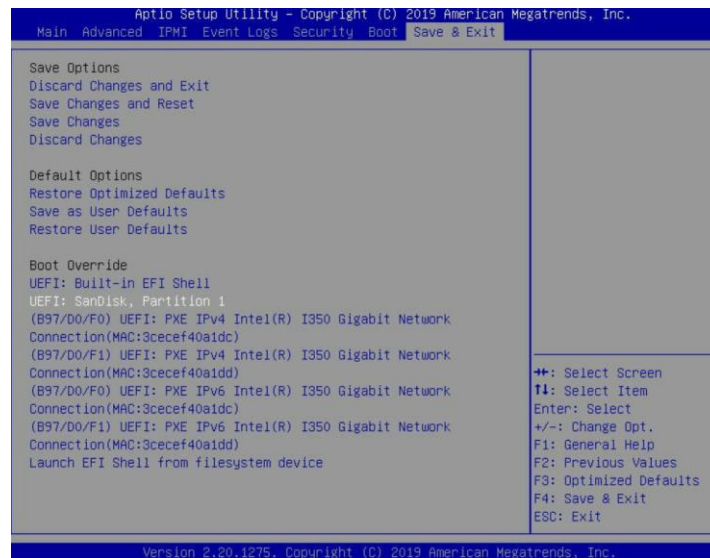 Aptio Setup Utility – Copyright (C) 2019 American Megatrends, Inc.
Main Advanced IPMI Event Logs Security Boot Save & Exit
Save Options
Discard Changes and Exit
Save Changes and Reset
Save Changes
Discard Changes
Default Options
Restore Optimized Defaults
Save as User Defaults
Restore User Defaults
Boot Override
UEFI: Built-in EFI Shell
UEFI: SanDisk, Partition 1
(B97/D0/F0) UEFI: PXE IPv4 Intel(R) I350 Gigabit Network
Connection(MAC:3cecef40a1dc)
(B97/D0/F1) UEFI: PXE IPv4 Intel(R) I350 Gigabit Network
Connection(MAC:3cecef40a1dd)
(B97/D0/F0) UEFI: PXE IPv6 Intel(R) I350 Gigabit Network
Connection(MAC:3cecef40a1dc)
(B97/D0/F1) UEFI: PXE IPv6 Intel(R) I350 Gigabit Network
Connection(MAC:3cecef40a1dd)
Launch EFI Shell from filesystem device
→←: Select Screen
↑↓: Select Item
Enter: Select
+/-: Change Opt.
F1: General Help
F2: Previous Values
F3: Optimized Defaults
F4: Save & Exit
ESC: Exit
Version 2.20.1275. Copyright (C) 2019 American Megatrends, Inc.